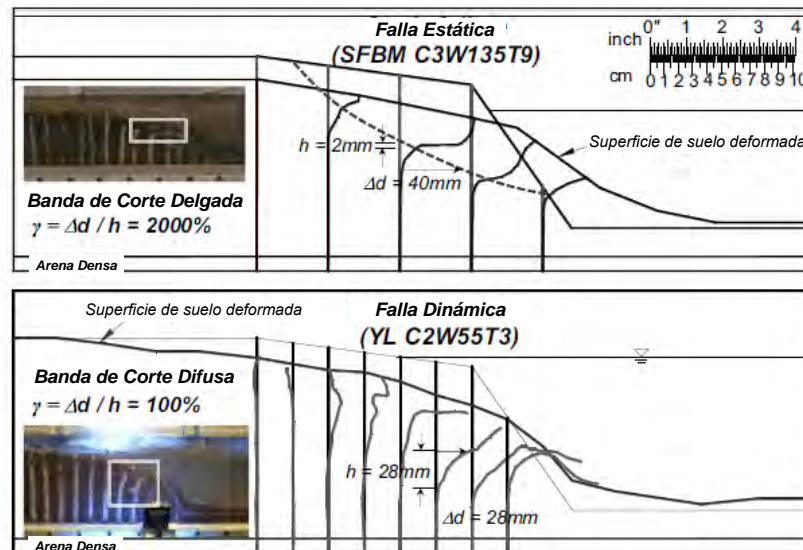 Falla Estática
(SFBM C3W135T9)
inch 0" 1 2 3 4
cm 0 1 2 3 4 5 6 7 8 9 10
h = 2mm
Superficie de suelo deformada
Δd = 40mm
Banda de Corte Delgada
γ = Δd / h = 2000%
Arena Densa
Superficie de suelo deformada
Falla Dinámica
(YL C2W55T3)
Banda de Corte Difusa
γ = Δd / h = 100%
h = 28mm
Δd = 28mm
Arena Densa